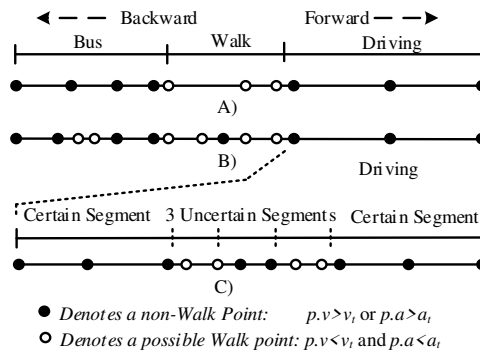 Backward Forward
Bus Walk Driving
A)
B)
Driving
Certain Segment 3 Uncertain Segments Certain Segment
C)
Denotes a non-Walk Point: p.v>vt or p.a>at
Denotes a possible Walk point: p.v<vt and p.a<at